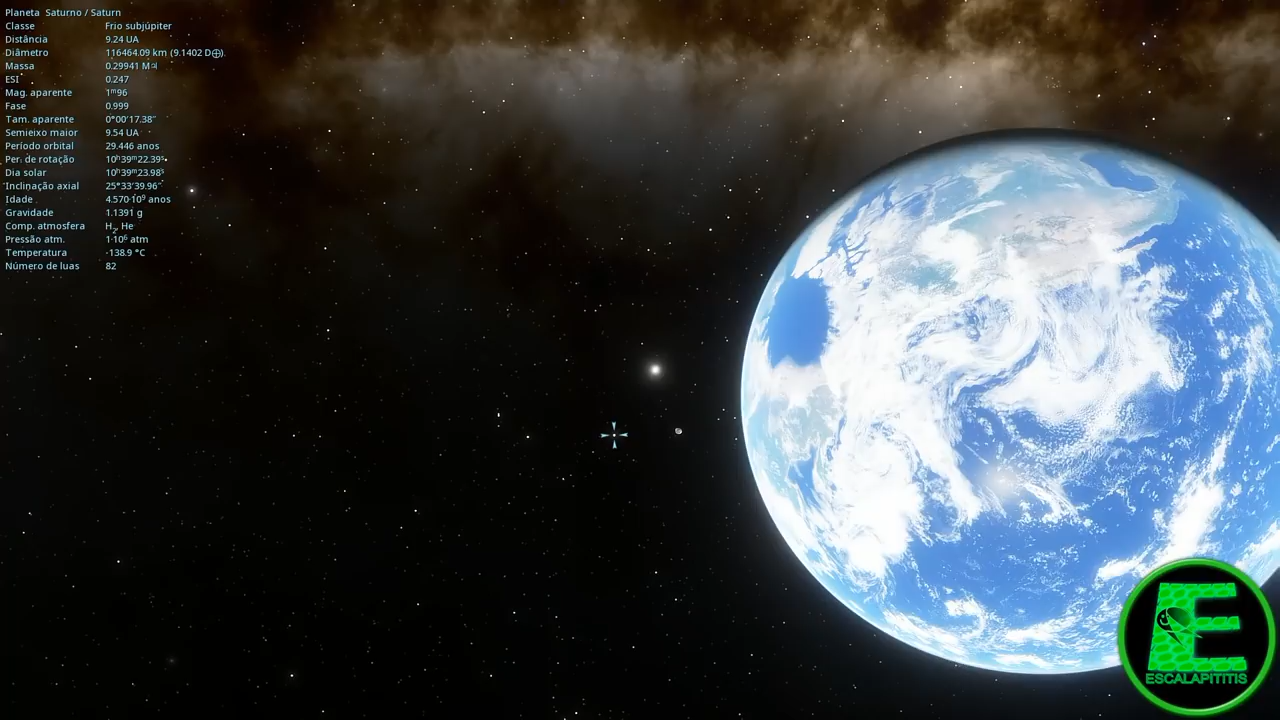 Planeta Saturno / Saturn
Classe Frio subjúpiter
Distância 9.24 UA
Diâmetro 116464.09 km (9.1402 D⊕)
Massa 0.29941 M♃
ESI 0.247
Mag. aparente 1ᵐ96
Fase 0.999
Tam. aparente 0°00'17.38"
Semieixo maior 9.54 UA
Período orbital 29.446 anos
Per. de rotação 10ʰ39ᵐ22.39ˢ
Dia solar 10ʰ39ᵐ23.98ˢ
Inclinação axial 25°33'39.96"
Idade 4.570·10⁹ anos
Gravidade 1.1391 g
Comp. atmosfera H₂, He
Pressão atm. 1·10⁶ atm
Temperatura -138.9 °C
Número de luas 82
E
ESCALAPITITIS